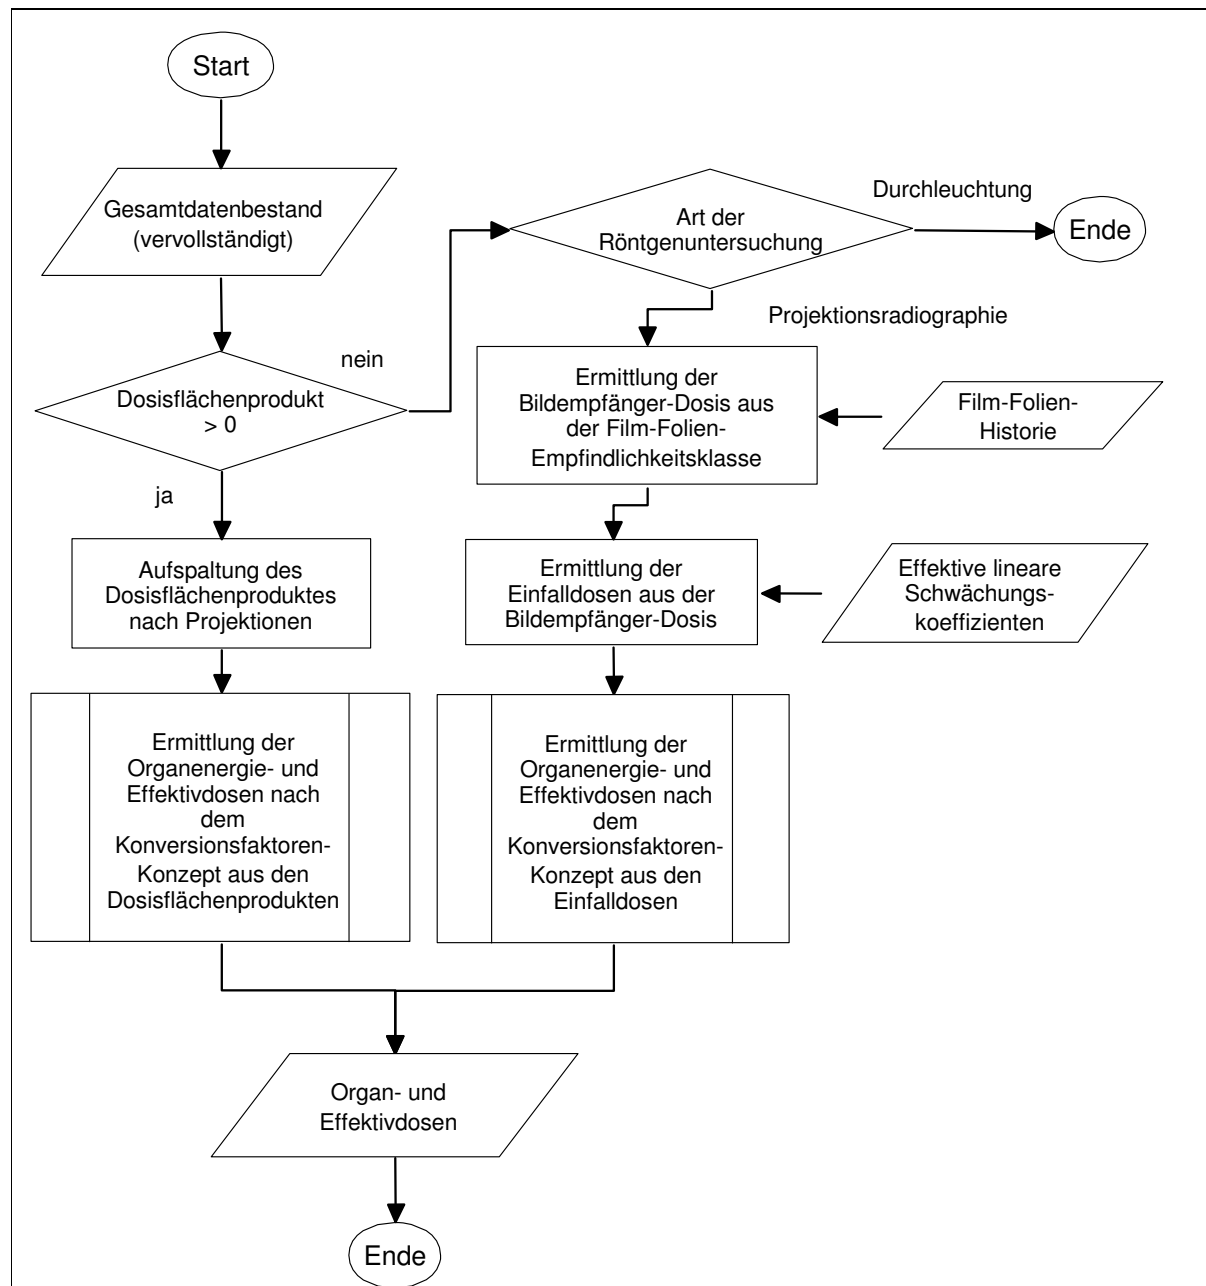 Start
Gesamtdatenbestand
(vervollständigt)
Dosisflächenprodukt
> 0
nein
ja
Art der
Röntgenuntersuchung
Durchleuchtung
Ende
Projektionsradiographie
Ermittlung der
Bildempfänger-Dosis aus
der Film-Folien-
Empfindlichkeitsklasse
Film-Folien-
Historie
Aufspaltung des
Dosisflächenproduktes
nach Projektionen
Ermittlung der
Einfalldosen aus der
Bildempfänger-Dosis
Effektive lineare
Schwächungs-
koeffizienten
Ermittlung der
Organenergie- und
Effektivdosen nach
dem
Konversionsfaktoren-
Konzept aus den
Dosisflächenprodukten
Ermittlung der
Organenergie- und
Effektivdosen nach
dem
Konversionsfaktoren-
Konzept aus den
Einfalldosen
Organ- und
Effektivdosen
Ende